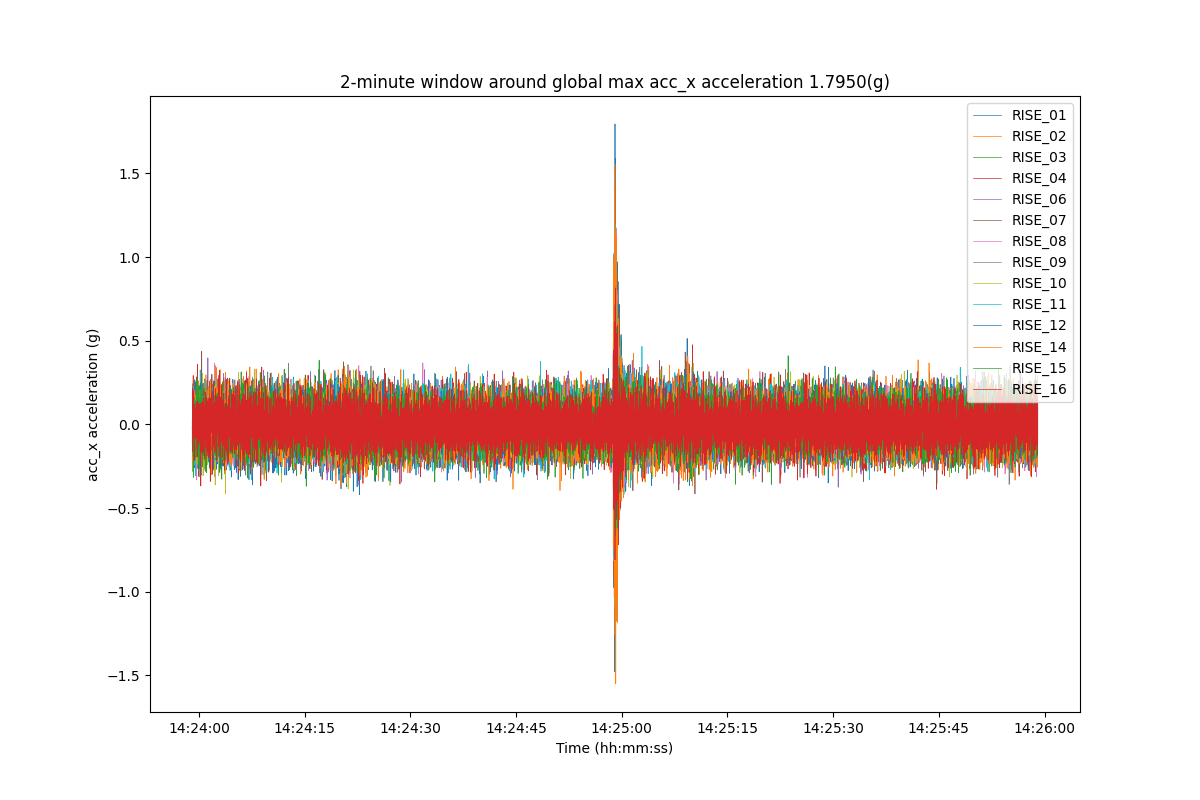 2-minute window around global max acc_x acceleration 1.7950(g)
RISE_01
RISE_02
RISE_03
RISE_04
RISE_06
RISE_07
RISE_08
RISE_09
RISE_10
RISE_11
RISE_12
RISE_14
RISE_15
RISE_16
1.5
1.0
0.5
0.0
−0.5
−1.0
−1.5
acc_x acceleration (g)
14:24:00 14:24:15 14:24:30 14:24:45 14:25:00 14:25:15 14:25:30 14:25:45 14:26:00
Time (hh:mm:ss)